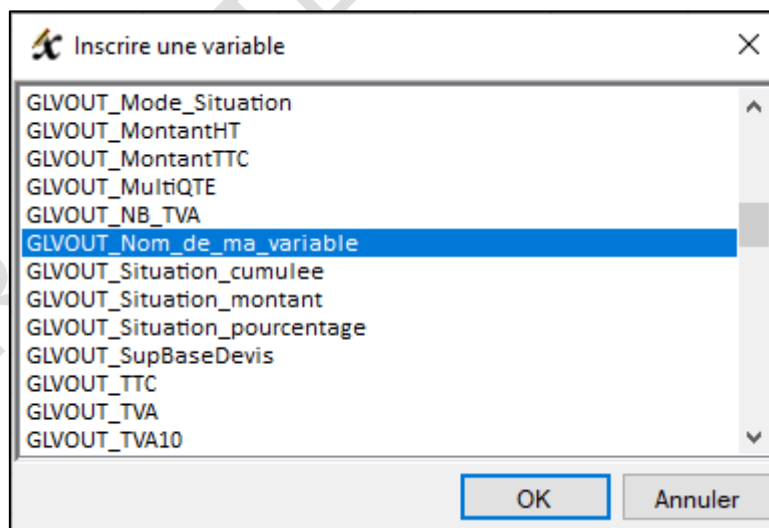 Inscrire une variable
GLVOUT_Mode_Situation
GLVOUT_MontantHT
GLVOUT_MontantTTC
GLVOUT_MultiQTE
GLVOUT_NB_TVA
GLVOUT_Nom_de_ma_variable
GLVOUT_Situation_cumulee
GLVOUT_Situation_montant
GLVOUT_Situation_pourcentage
GLVOUT_SupBaseDevis
GLVOUT_TTC
GLVOUT_TVA
GLVOUT_TVA10
OK Annuler